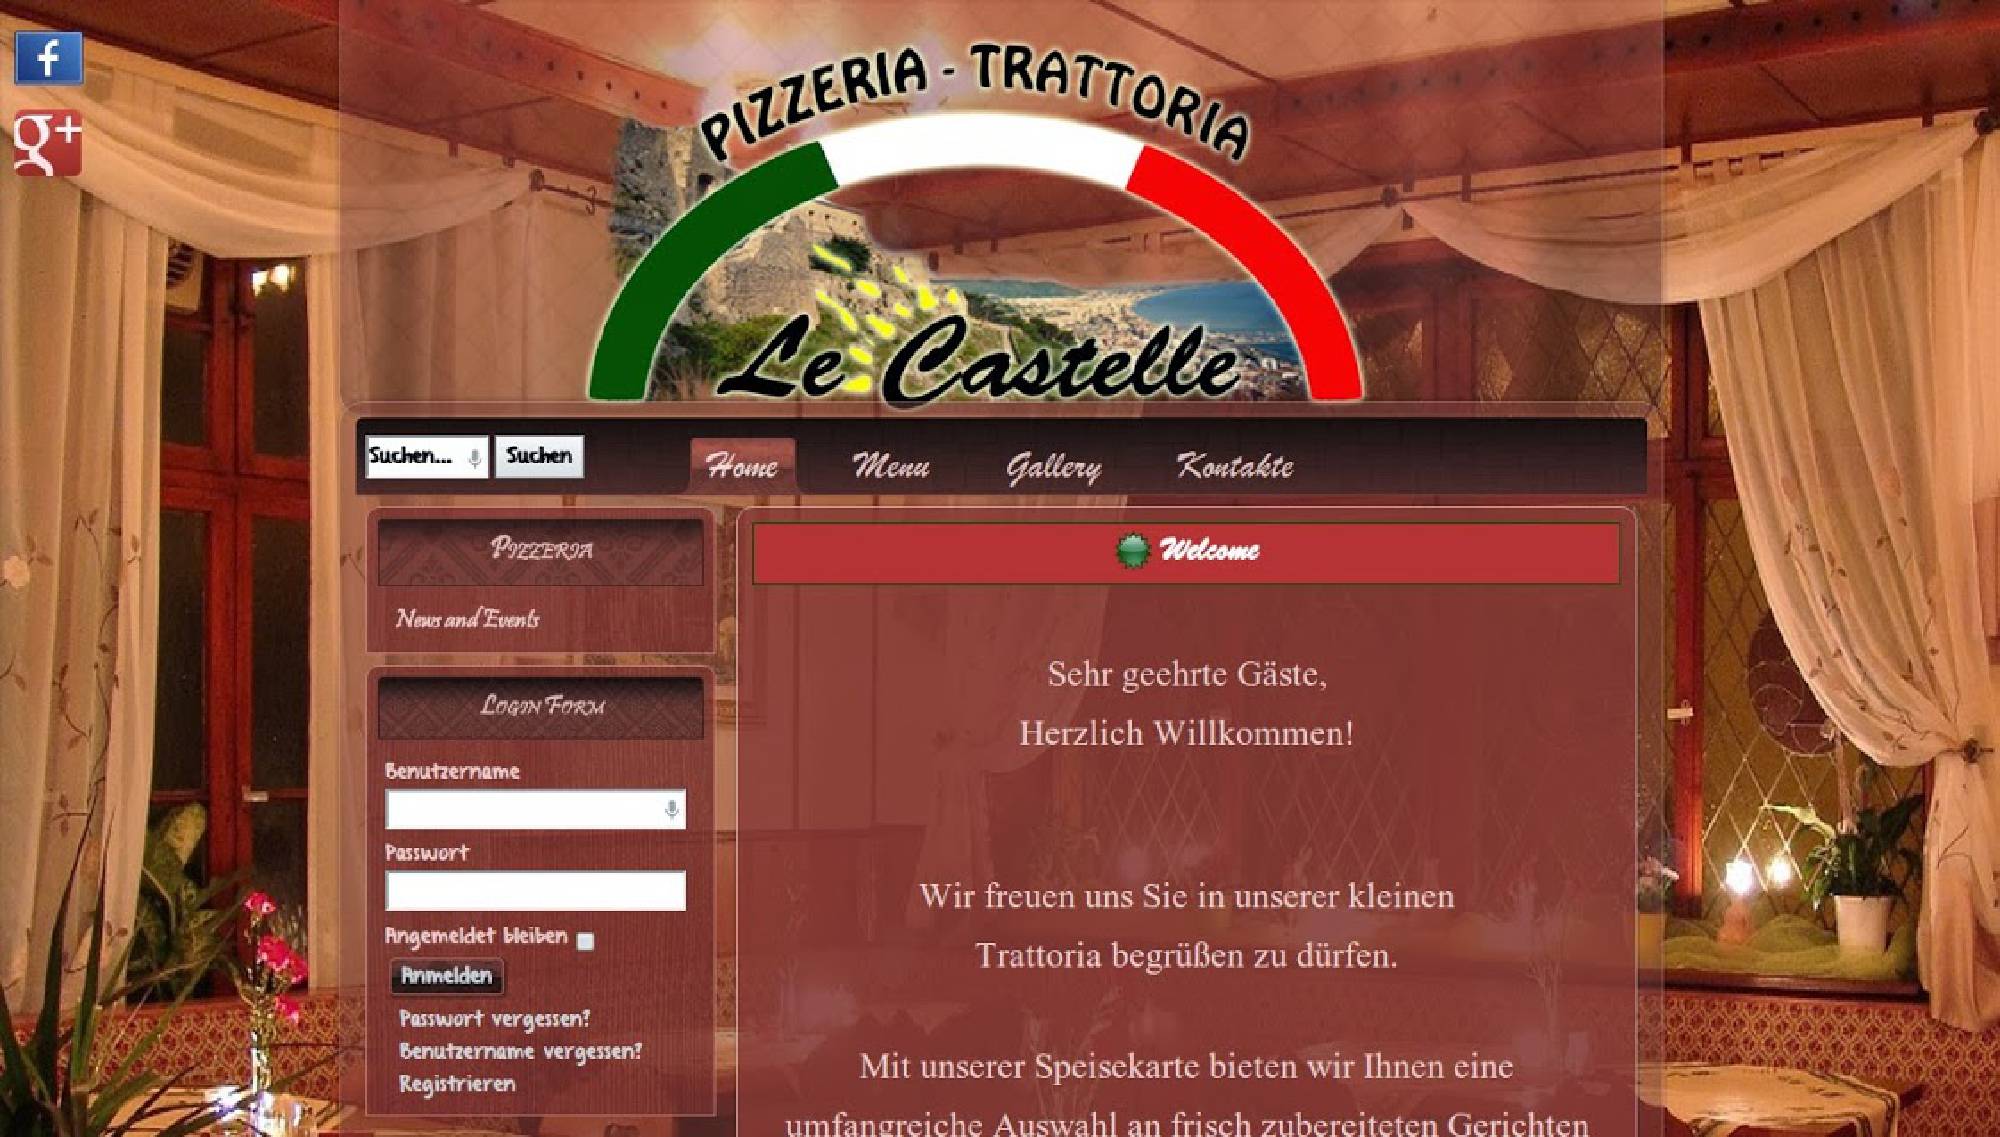 f
g+
PIZZERIA - TRATTORIA
Le Castelle
Suchen... Suchen Home Menu Gallery Kontakte
Pizzeria
News and Events
Login Form
Benutzername
Passwort
Angemeldet bleiben
Anmelden
Passwort vergessen?
Benutzername vergessen?
Registrieren
Welcome
Sehr geehrte Gäste,
Herzlich Willkommen!
Wir freuen uns Sie in unserer kleinen
Trattoria begrüßen zu dürfen.
Mit unserer Speisekarte bieten wir Ihnen eine
umfangreiche Auswahl an frisch zubereiteten Gerichten